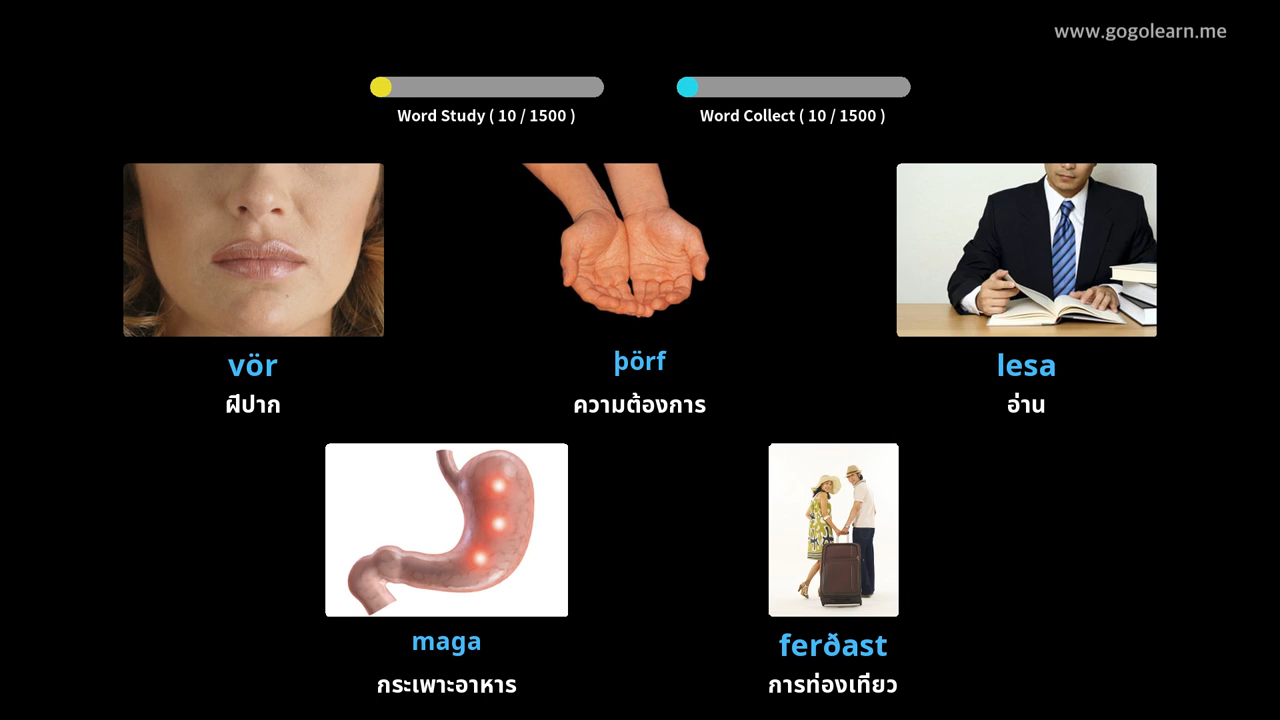 www.gogolearn.me
Word Study ( 10 / 1500 )
Word Collect ( 10 / 1500 )
vör
þörf
lesa
ฝีปาก
ความต้องการ
อ่าน
maga
ferðast
กระเพาะอาหาร
การท่องเที่ยว